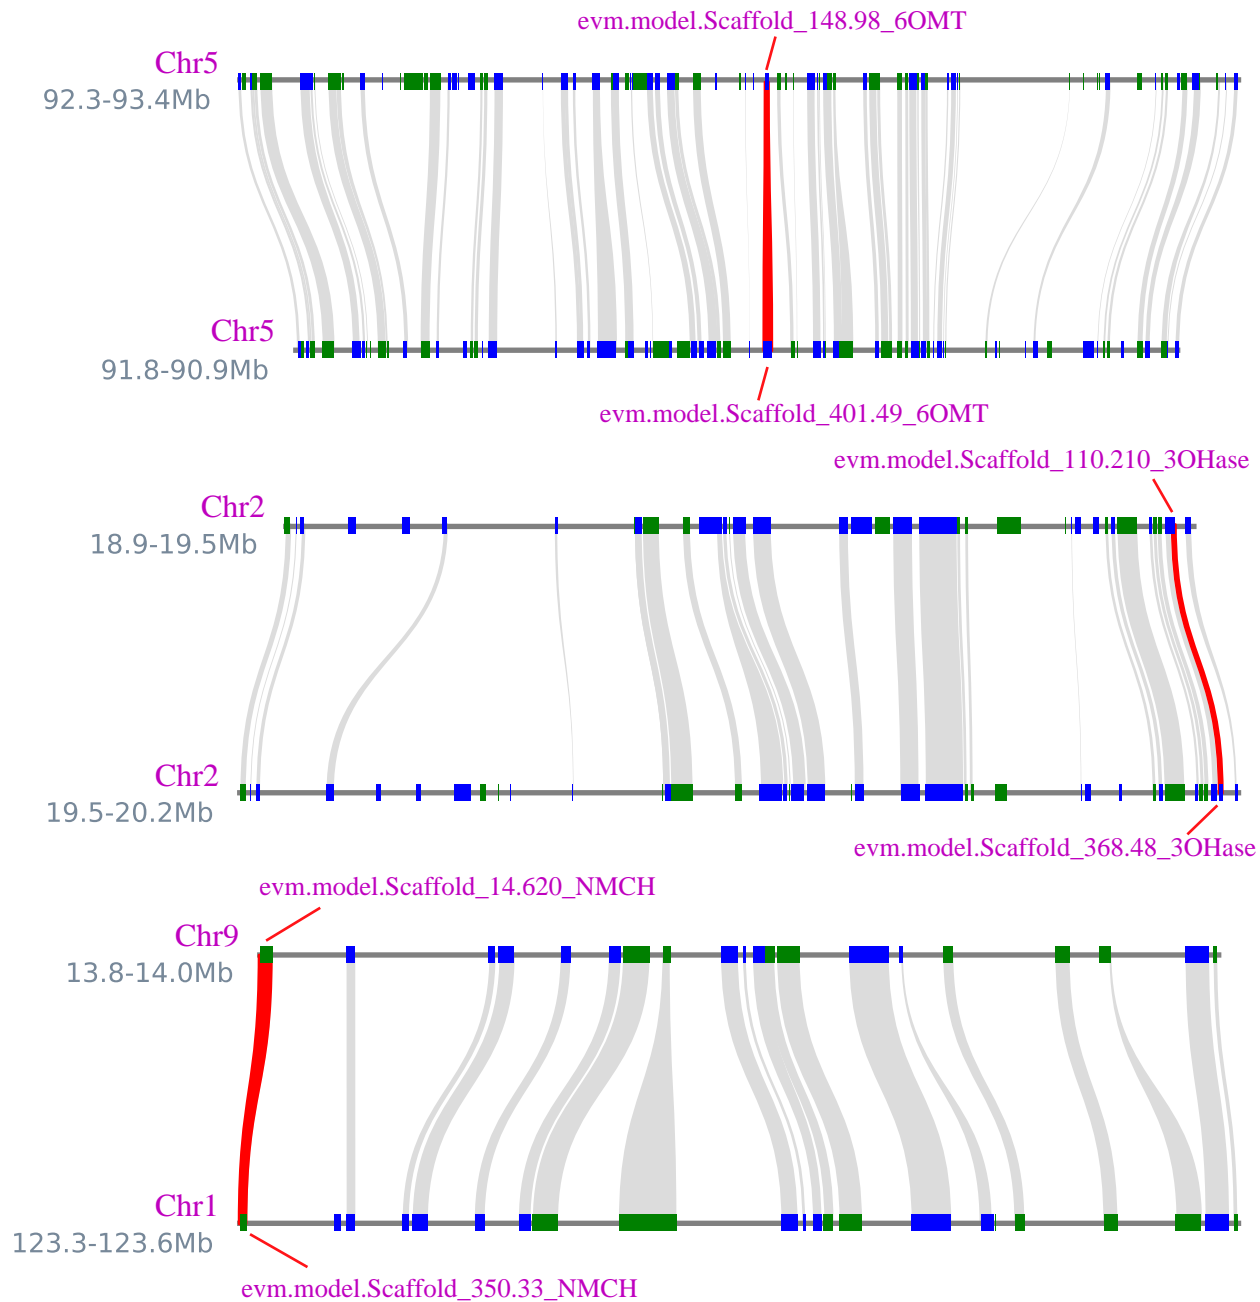 evm.model.Scaffold_148.98_6OMT
Chr5
92.3-93.4Mb
Chr5
91.8-90.9Mb
evm.model.Scaffold_401.49_6OMT
evm.model.Scaffold_110.210_3OHase
Chr2
18.9-19.5Mb
Chr2
19.5-20.2Mb
evm.model.Scaffold_368.48_3OHase
evm.model.Scaffold_14.620_NMCH
Chr9
13.8-14.0Mb
Chr1
123.3-123.6Mb
evm.model.Scaffold_350.33_NMCH